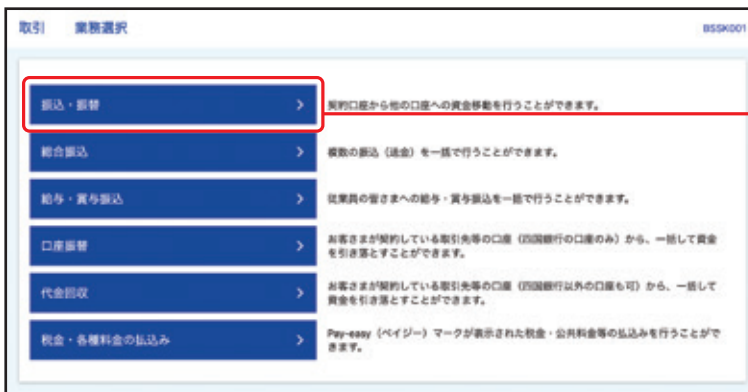 取引 業務選択
BSSK001
振込・振替
契約口座から他の口座への資金移動を行うことができます。
総合振込
複数の振込（送金）を一括で行うことができます。
給与・賞与振込
従業員の皆さまへの給与・賞与振込を一括で行うことができます。
口座振替
お客さまが契約している取引先等の口座（四国銀行の口座のみ）から、一括して資金
を引き落とすことができます。
代金回収
お客さまが契約している取引先等の口座（四国銀行以外の口座も可）から、一括して
資金を引き落とすことができます。
税金・各種料金の払込み
Pay-easy（ペイジー）マークが表示された税金・公共料金等の払込みを行うことがで
きます。